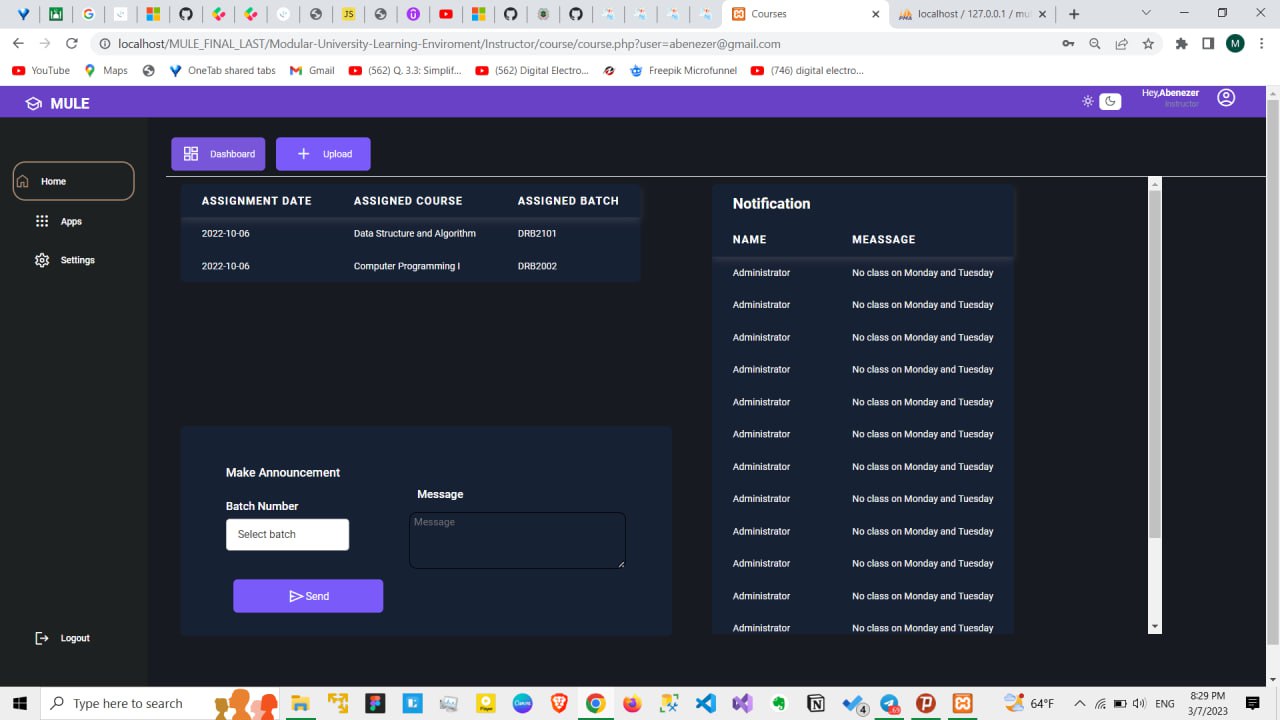 Courses
localhost / 127.0.0.1 / mu
localhost/MULE_FINAL_LAST/Modular-University-Learning-Enviroment/Instructor/course/course.php?user=abenezer@gmail.com
M
YouTube
Maps
OneTab shared tabs
Gmail
(562) Q. 3.3: Simplif...
(562) Digital Electro...
Freepik Microfunnel
(746) digital electro...
MULE
Hey,Abenezer
Instructor
Dashboard
Upload
Home
Apps
Settings
Logout
ASSIGNMENT DATE ASSIGNED COURSE ASSIGNED BATCH
2022-10-06 Data Structure and Algorithm DRB2101
2022-10-06 Computer Programming I DRB2002
Make Announcement
Batch Number
Select batch
Message
Message
Send
Notification
NAME MEASSAGE
Administrator No class on Monday and Tuesday
Administrator No class on Monday and Tuesday
Administrator No class on Monday and Tuesday
Administrator No class on Monday and Tuesday
Administrator No class on Monday and Tuesday
Administrator No class on Monday and Tuesday
Administrator No class on Monday and Tuesday
Administrator No class on Monday and Tuesday
Administrator No class on Monday and Tuesday
Administrator No class on Monday and Tuesday
Administrator No class on Monday and Tuesday
Administrator No class on Monday and Tuesday
Type here to search
64°F
ENG
8:29 PM
3/7/2023